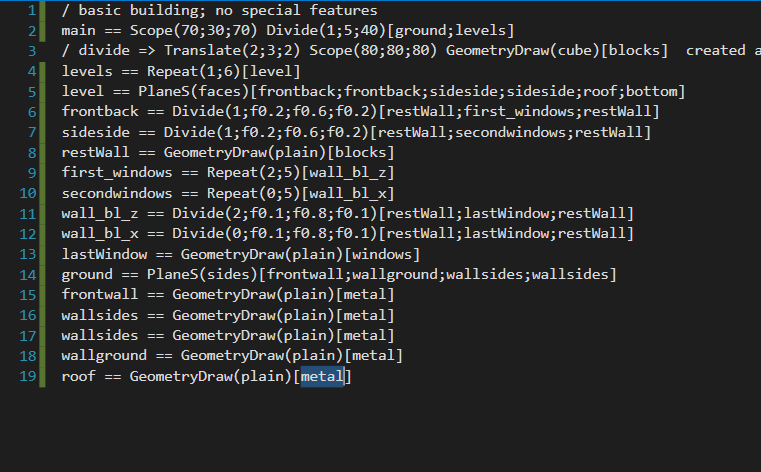 1 / basic building; no special features
2 main == Scope(70;30;70) Divide(1;5;40)[ground;levels]
3 / divide => Translate(2;3;2) Scope(80;80;80) GeometryDraw(cube)[blocks]  created a
4 levels == Repeat(1;6)[level]
5 level == PlaneS(faces)[frontback;frontback;sideside;sideside;roof;bottom]
6 frontback == Divide(1;f0.2;f0.6;f0.2)[restWall;first_windows;restWall]
7 sideside == Divide(1;f0.2;f0.6;f0.2)[restWall;secondwindows;restWall]
8 restWall == GeometryDraw(plain)[blocks]
9 first_windows == Repeat(2;5)[wall_bl_z]
10 secondwindows == Repeat(0;5)[wall_bl_x]
11 wall_bl_z == Divide(2;f0.1;f0.8;f0.1)[restWall;lastWindow;restWall]
12 wall_bl_x == Divide(0;f0.1;f0.8;f0.1)[restWall;lastWindow;restWall]
13 lastWindow == GeometryDraw(plain)[windows]
14 ground == PlaneS(sides)[frontwall;wallground;wallsides;wallsides]
15 frontwall == GeometryDraw(plain)[metal]
16 wallsides == GeometryDraw(plain)[metal]
17 wallsides == GeometryDraw(plain)[metal]
18 wallground == GeometryDraw(plain)[metal]
19 roof == GeometryDraw(plain)[metal]